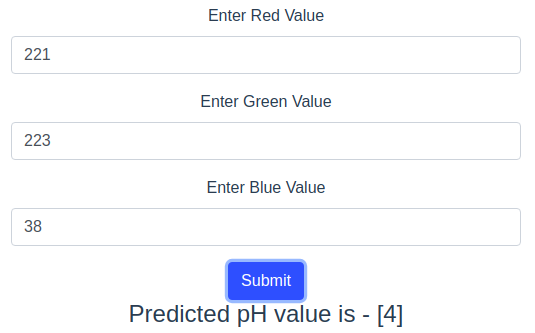 Enter Red Value
221
Enter Green Value
223
Enter Blue Value
38
Submit
Predicted pH value is - [4]